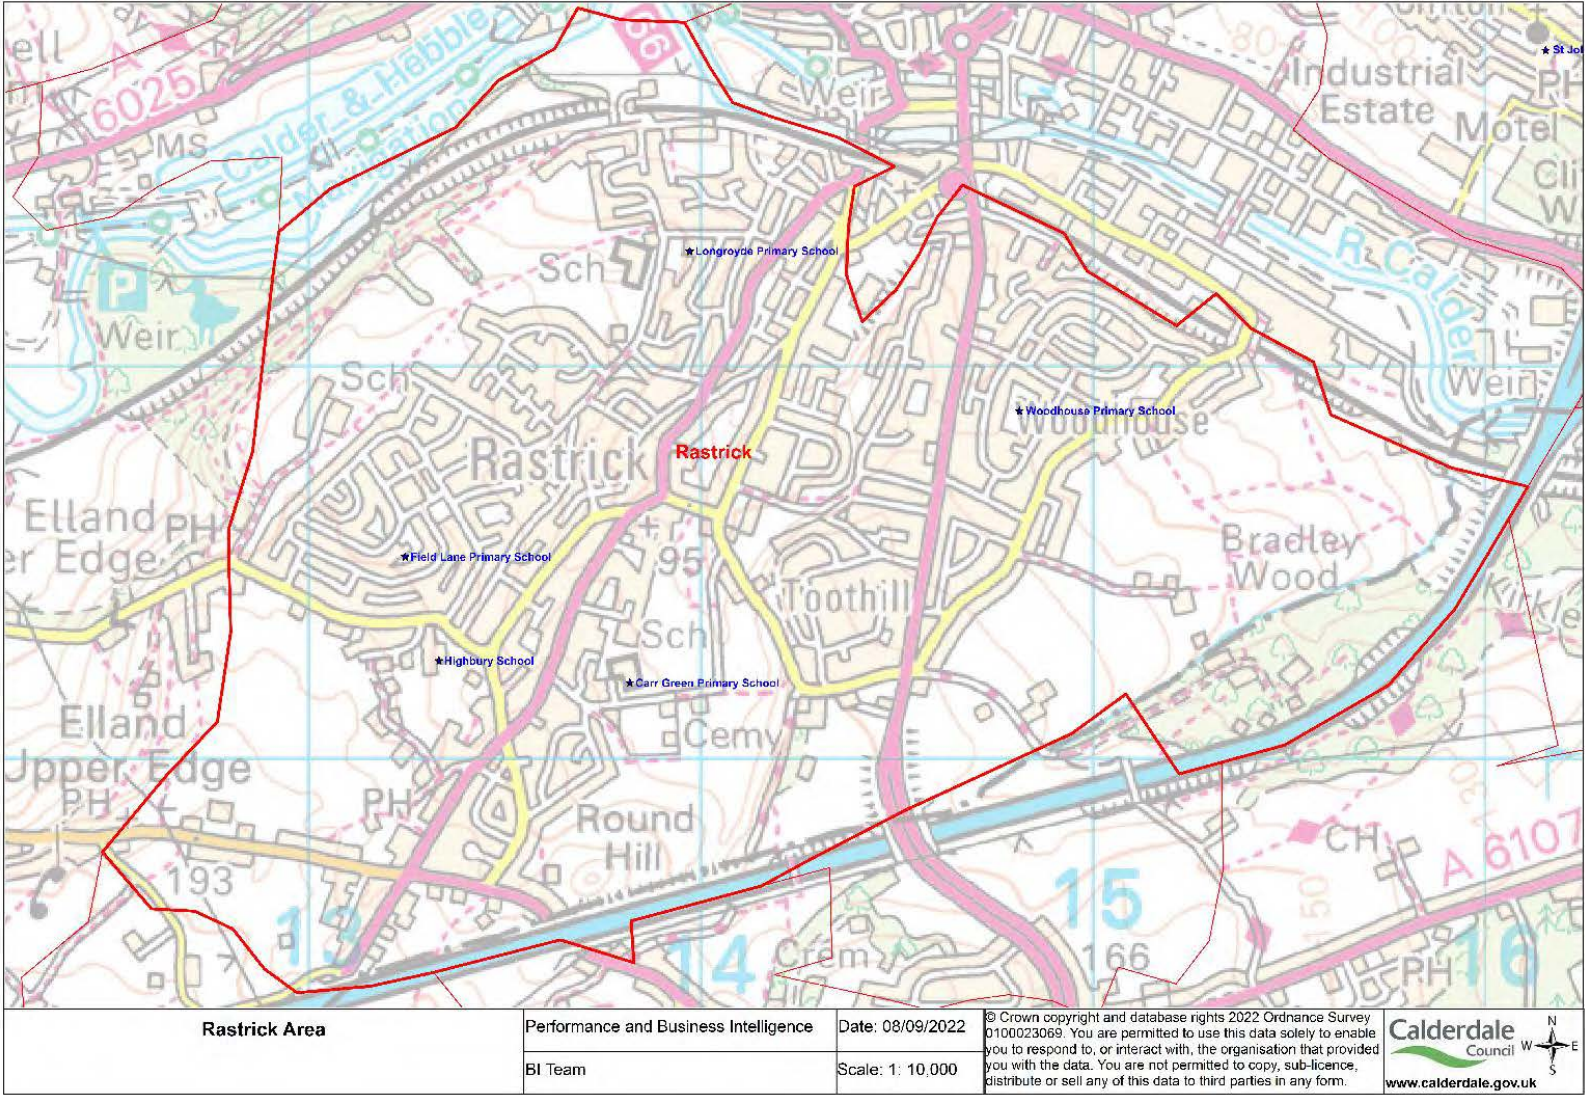 66
A
6025
Calder & Hebble
Navigation
MS
Weir
Industrial
Estate
Motel
PH
★ St Jo
★ Longroyde Primary School
Sch
R Calder
P
Weir
Sch
Weir
★ Woodhouse Primary School
Woodhouse
Rastrick
Rastrick
Elland
PH
er Edge
★ Field Lane Primary School
95
Toothill
Bradley
Wood
Sch
★ Highbury School
★ Carr Green Primary School
Cemy
Elland
Upper Edge
PH
PH
Round
Hill
CH
A 6107
50
193
13
14
15
16
Crem
166
PH
Rastrick Area
Performance and Business Intelligence
Date: 08/09/2022
BI Team
Scale: 1: 10,000
© Crown copyright and database rights 2022 Ordnance Survey
0100023069. You are permitted to use this data solely to enable
you to respond to, or interact with, the organisation that provided
you with the data. You are not permitted to copy, sub-licence,
distribute or sell any of this data to third parties in any form.
Calderdale
Council
N
W E
S
www.calderdale.gov.uk